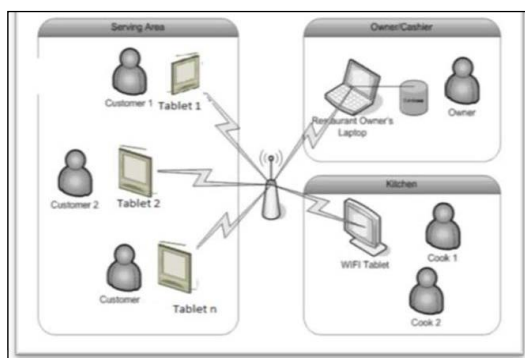 Serving Area
Owner/Cashier
Customer 1
Tablet 1
Restaurant Owner's
Laptop
Owner
Customer 2
Tablet 2
Kitchen
WIFI Tablet
Cook 1
Customer
Tablet n
Cook 2